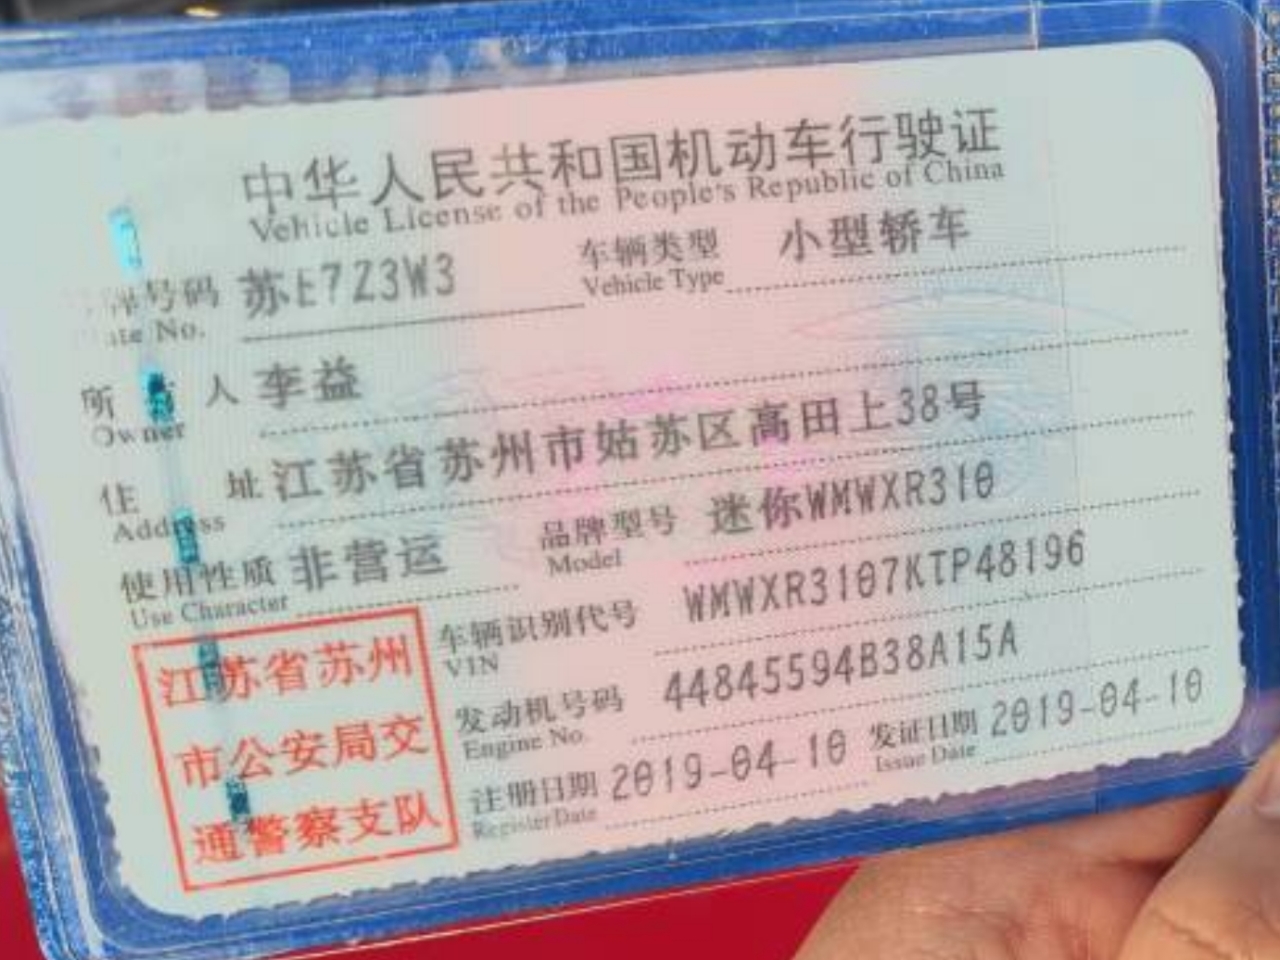 中华人民共和国机动车行驶证
Vehicle License of the People's Republic of China
号码 苏E7Z3W3 车辆类型 小型轿车
No. Vehicle Type
所 人 李益
Owner
住 址 江苏省苏州市姑苏区高田上38号
Address
使用性质 非营运 品牌型号 迷你WMWXR310
Use Character Model
车辆识别代号 WMWXR3107KTP48196
VIN
发动机号码 44845594B38A15A
Engine No.
注册日期 2019-04-10 发证日期 2019-04-10
Register Date Issue Date
江苏省苏州
市公安局交
通警察支队